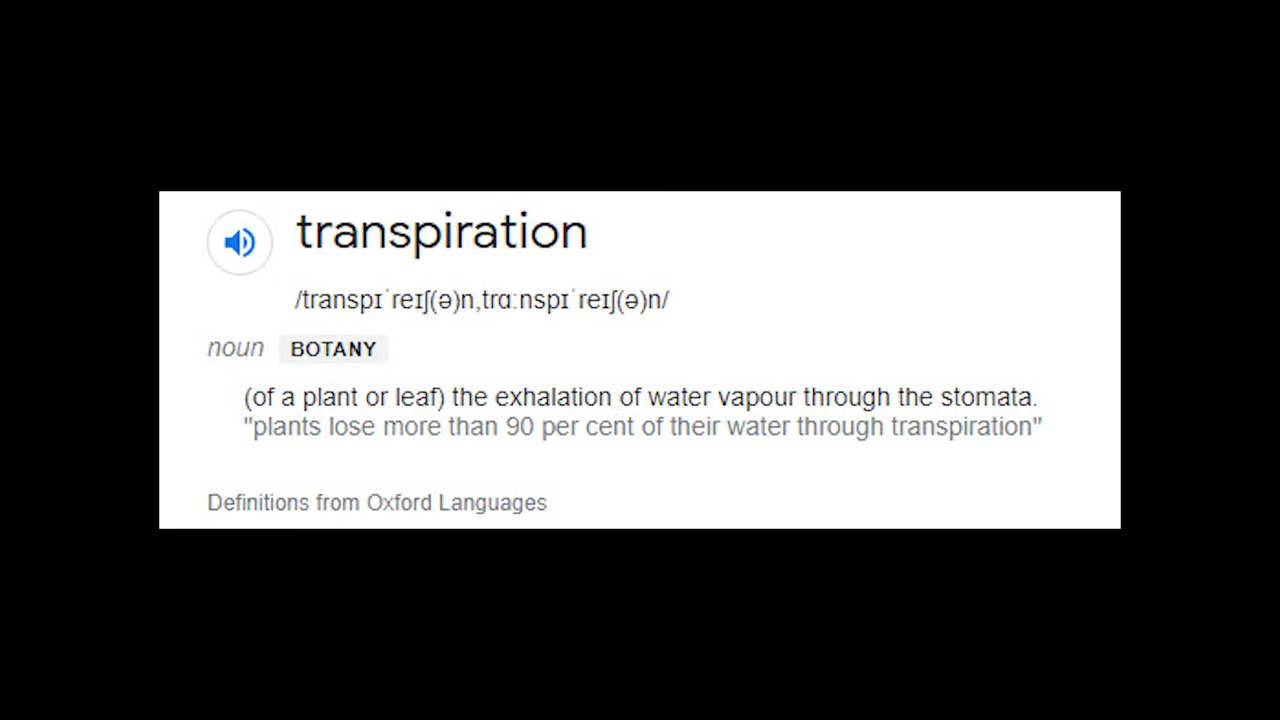 transpiration
/transpɪˈreɪʃ(ə)n,trɑːnspɪˈreɪʃ(ə)n/
noun BOTANY
(of a plant or leaf) the exhalation of water vapour through the stomata.
"plants lose more than 90 per cent of their water through transpiration"
Definitions from Oxford Languages